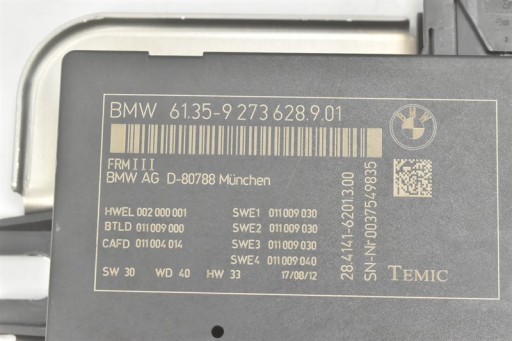 BMW 61.35-9 273 628.9.01
BMW
FRMIII
BMW AG D-80788 München
HWEL 002 000 001
BTLD 011 009 000
CAFD 011 004 014
SWE1 011 009 030
SWE2 011 009 030
SWE3 011 009 030
SWE4 011 009 040
SW 30 WD 40 HW 33 17/08/12
28.4141-6201.3.00
SN-Nr 0037549835
TEMIC